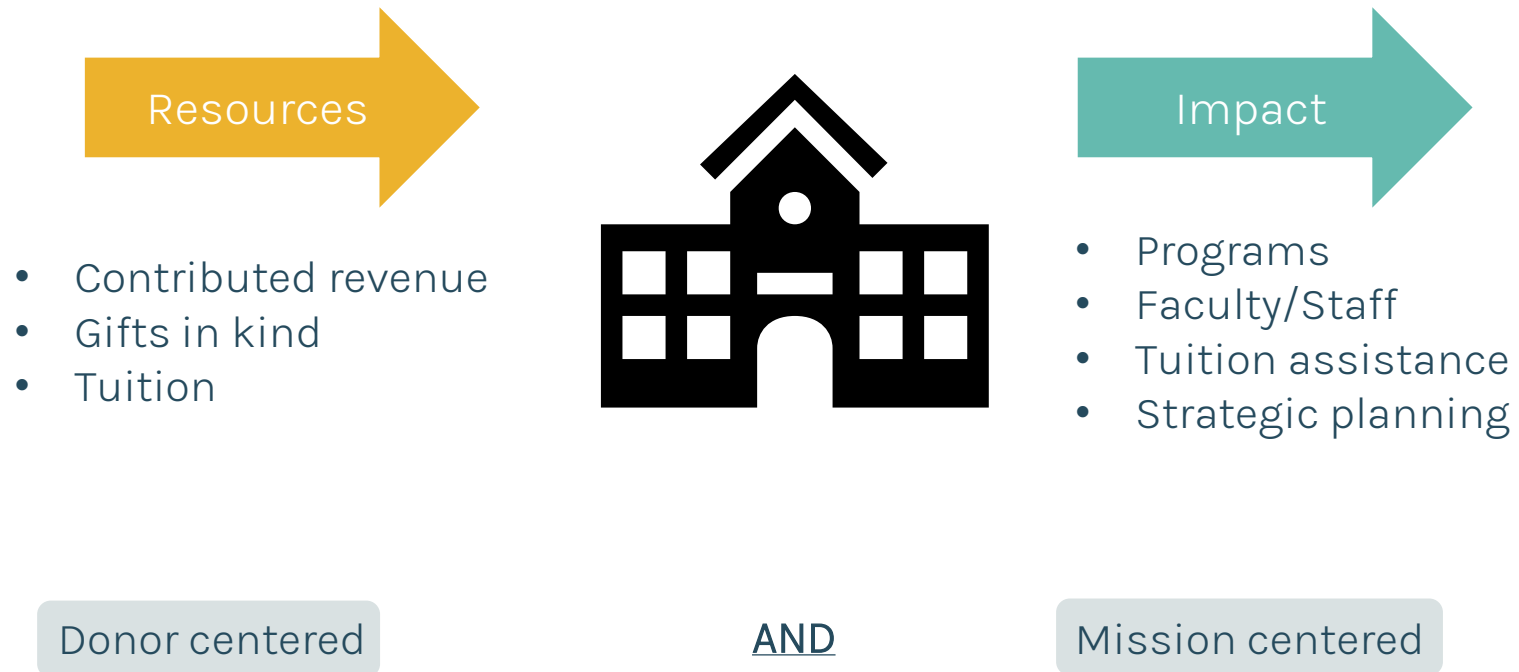 Resources
• Contributed revenue
• Gifts in kind
• Tuition
Impact
• Programs
• Faculty/Staff
• Tuition assistance
• Strategic planning
Donor centered
AND
Mission centered